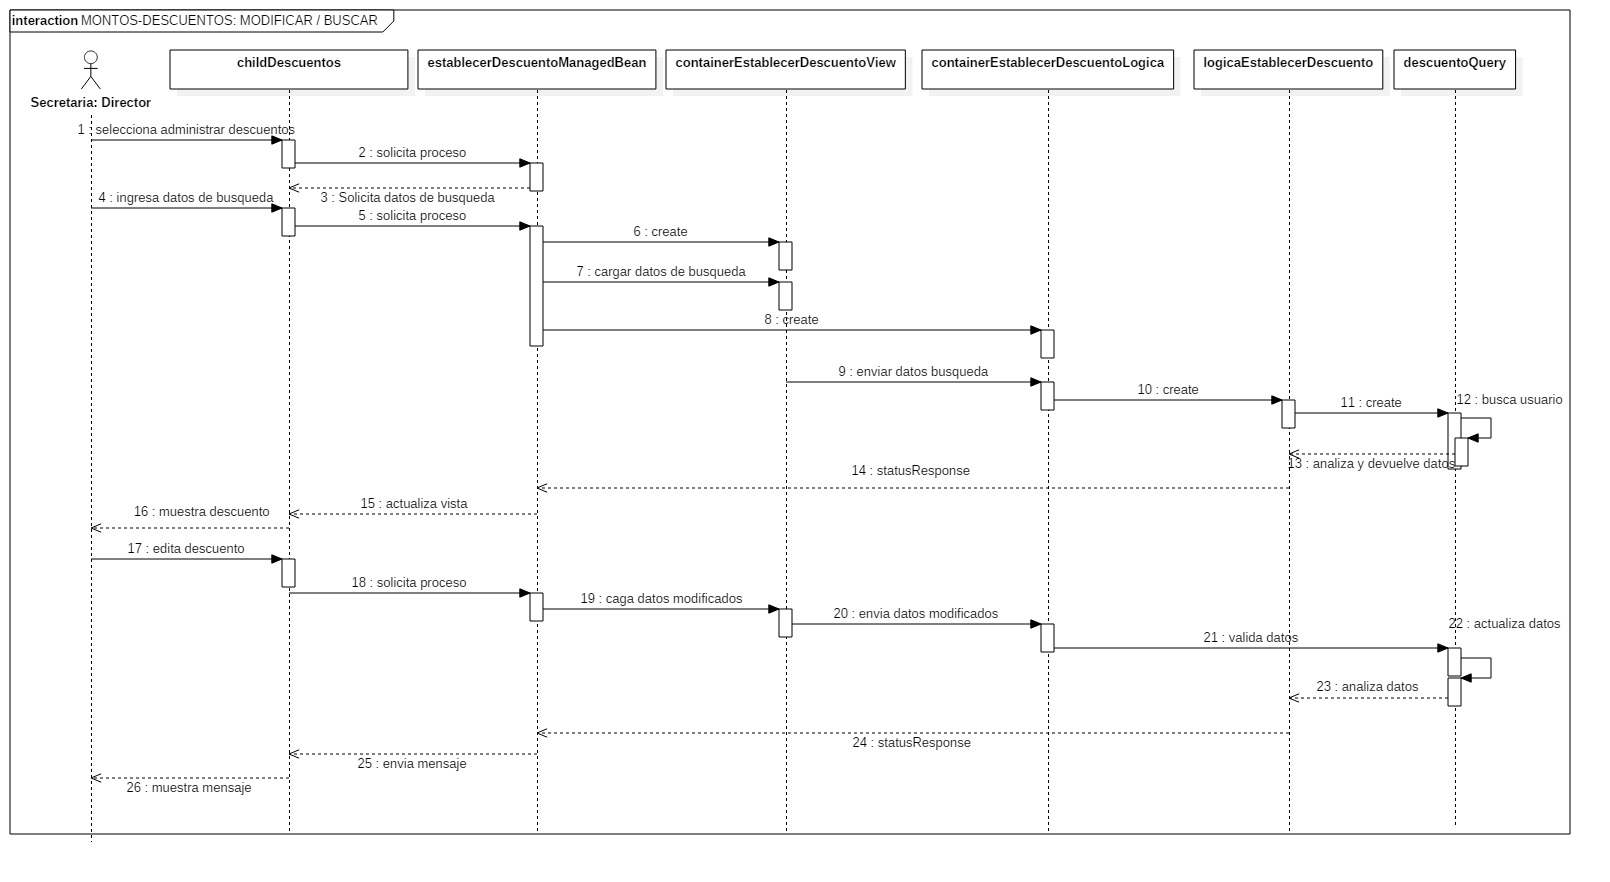 interaction MONTOS-DESCUENTOS: MODIFICAR / BUSCAR
Secretaria: Director
childDescuentos
establecerDescuentoManagedBean
containerEstablecerDescuentoView
containerEstablecerDescuentoLogica
logicaEstablecerDescuento
descuentoQuery
1 : selecciona administrar descuentos
2 : solicita proceso
3 : Solicita datos de busqueda
4 : ingresa datos de busqueda
5 : solicita proceso
6 : create
7 : cargar datos de busqueda
8 : create
9 : enviar datos busqueda
10 : create
11 : create
12 : busca usuario
13 : analiza y devuelve datos
14 : statusResponse
15 : actualiza vista
16 : muestra descuento
17 : edita descuento
18 : solicita proceso
19 : caga datos modificados
20 : envia datos modificados
21 : valida datos
22 : actualiza datos
23 : analiza datos
24 : statusResponse
25 : envia mensaje
26 : muestra mensaje